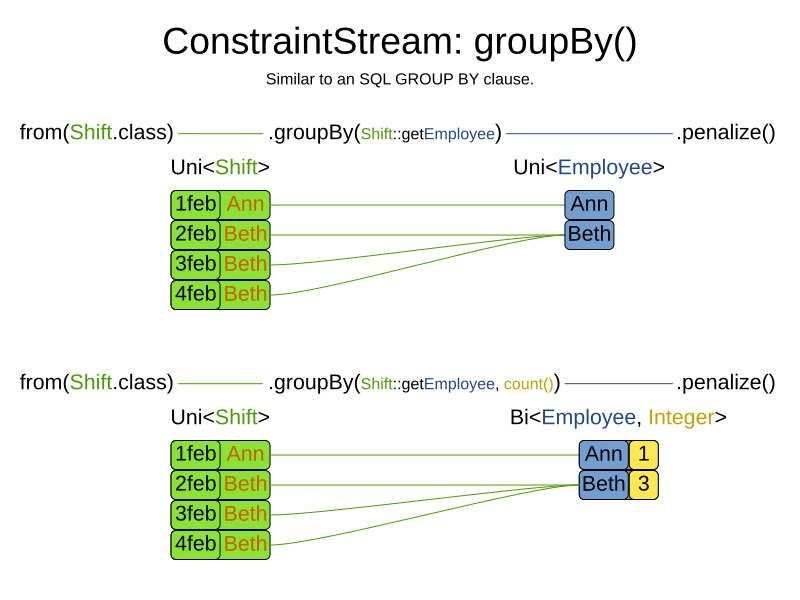 ConstraintStream: groupBy()
Similar to an SQL GROUP BY clause.
from(Shift.class) .groupBy(Shift::getEmployee) .penalize()
Uni<Shift> Uni<Employee>
1feb Ann Ann
2feb Beth Beth
3feb Beth
4feb Beth
from(Shift.class) .groupBy(Shift::getEmployee, count()) .penalize()
Uni<Shift> Bi<Employee, Integer>
1feb Ann Ann 1
2feb Beth Beth 3
3feb Beth
4feb Beth